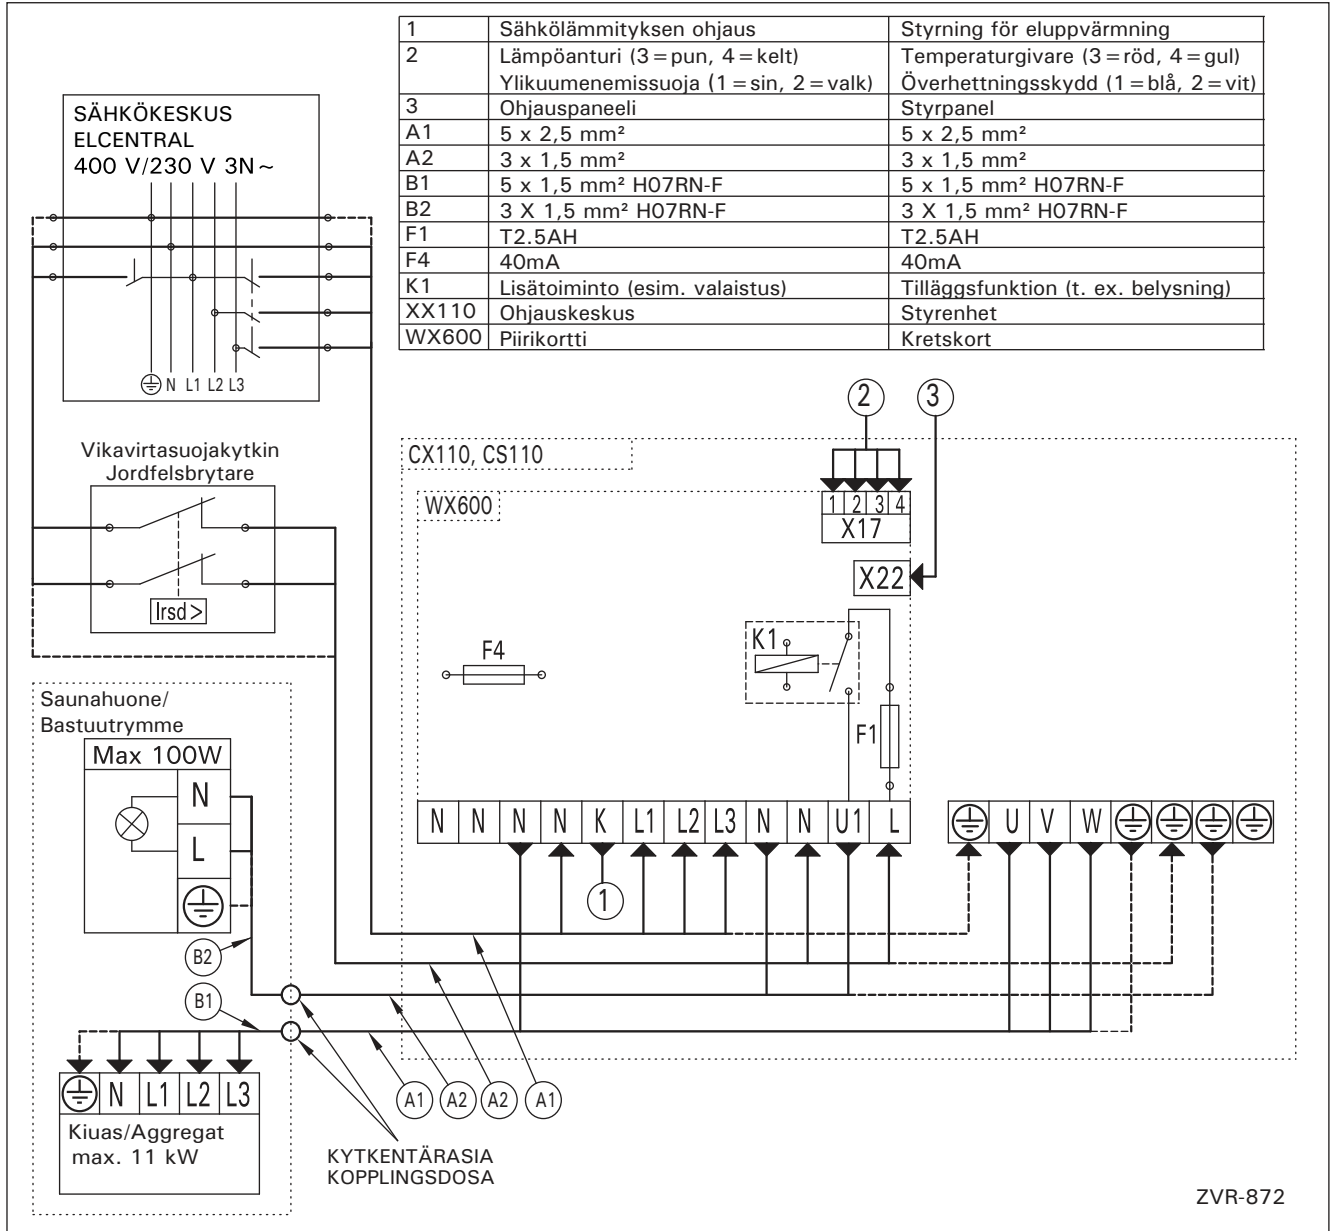 1 Sähkölämmityksen ohjaus Styrning för eluppvärmning
2 Lämpöanturi (3=pun, 4=kelt) Temperaturgivare (3=röd, 4=gul)
Ylikuumenemissuoja (1=sin, 2=valk) Överhettningsskydd (1=blå, 2=vit)
3 Ohjauspaneeli Styrpanel
A1 5 x 2,5 mm² 5 x 2,5 mm²
A2 3 x 1,5 mm² 3 x 1,5 mm²
B1 5 x 1,5 mm² H07RN-F 5 x 1,5 mm² H07RN-F
B2 3 X 1,5 mm² H07RN-F 3 X 1,5 mm² H07RN-F
F1 T2.5AH T2.5AH
F4 40mA 40mA
K1 Lisätoiminto (esim. valaistus) Tilläggsfunktion (t. ex. belysning)
XX110 Ohjauskeskus Styrenhet
WX600 Piirikortti Kretskort
SÄHKÖKESKUS
ELCENTRAL
400 V/230 V 3N~
N L1 L2 L3
Vikavirtasuojakytkin
Jordfelsbrytare
Irsd >
2 3
CX110, CS110
WX600
1 2 3 4
X17
X22
K1
F4
F1
N N N N K L1 L2 L3 N N U1 L
U V W
1
Saunahuone/
Bastuutrymme
Max 100W
N
L
B2
B1
N L1 L2 L3
Kiuas/Aggregat
max. 11 kW
A1 A2 A2 A1
KYTKENTÄRASIA
KOPPLINGSDOSA
ZVR-872